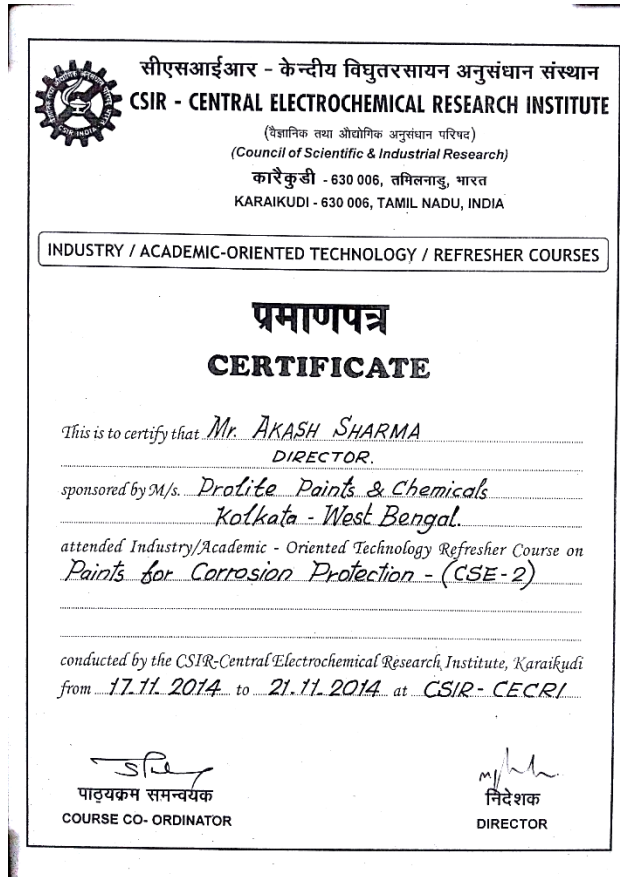 सीएसआईआर - केन्द्रीय विघुतरसायन अनुसंधान संस्थान
CSIR - CENTRAL ELECTROCHEMICAL RESEARCH INSTITUTE
(वैज्ञानिक तथा औद्योगिक अनुसंधान परिषद)
(Council of Scientific & Industrial Research)
कारैकुडी - 630 006, तमिलनाडु, भारत
KARAIKUDI - 630 006, TAMIL NADU, INDIA
CSIR-INDIA
INDUSTRY / ACADEMIC-ORIENTED TECHNOLOGY / REFRESHER COURSES
प्रमाणपत्र
CERTIFICATE
This is to certify that Mr. AKASH SHARMA
DIRECTOR.
sponsored by M/s. Prolite Paints & Chemicals
Kolkata - West Bengal.
attended Industry/Academic - Oriented Technology Refresher Course on
Paints for Corrosion Protection - (CSE-2)
conducted by the CSIR-Central Electrochemical Research Institute, Karaikudi
from 17.11.2014 to 21.11.2014 at CSIR- CECRI
पाठ्यक्रम समन्वयक
COURSE CO- ORDINATOR
निदेशक
DIRECTOR